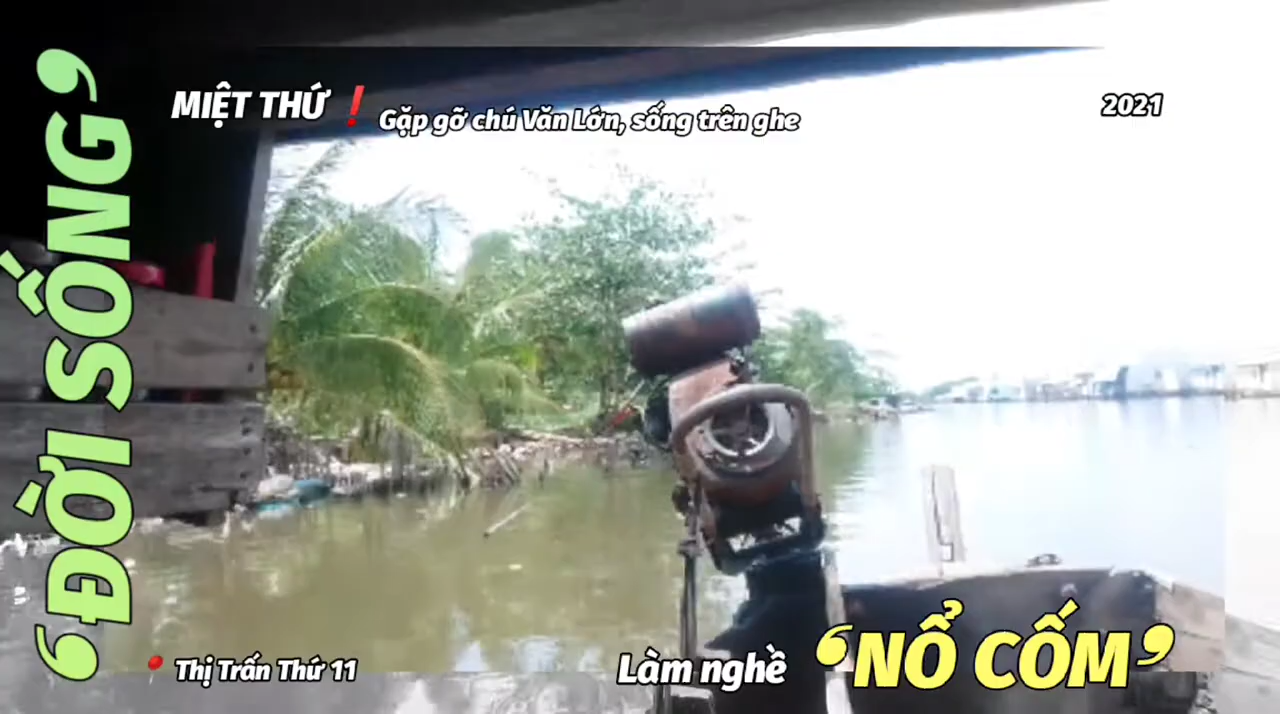 ‘ĐỜI SỐNG’
MIỆT THỨ❗
Gặp gỡ chú Văn Lớn, sống trên ghe
2021
📍 Thị Trấn Thứ 11
Làm nghề
‘NỔ CỐM’